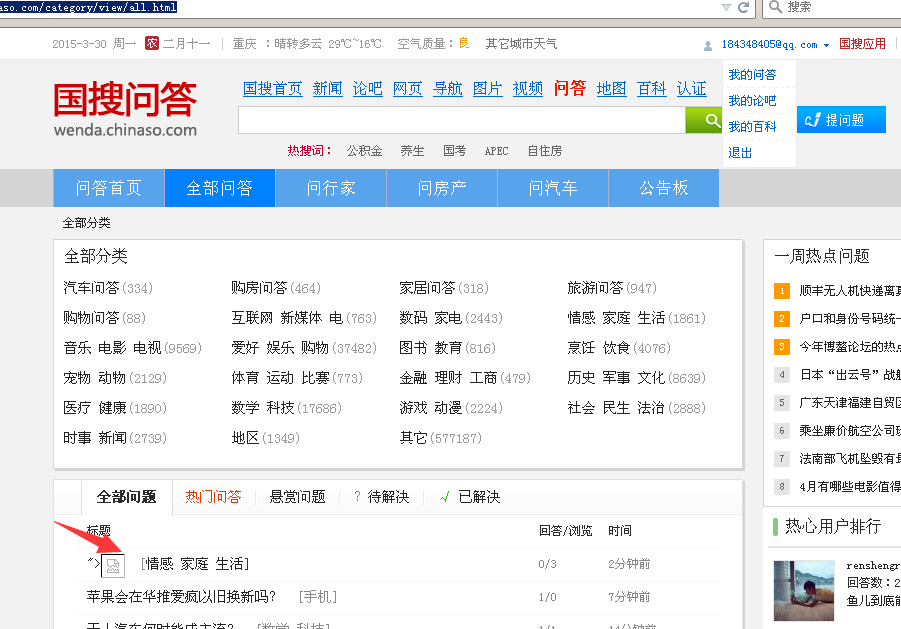 aso.com/category/view/all.html
搜索
2015-3-30 周一 农 二月十一 | 重庆 :晴转多云 29℃~16℃ 空气质量:良 其它城市天气
184348405@qq.com 国搜应用
我的问答
我的论吧
我的百科
退出
国搜问答
wenda.chinaso.com
国搜首页 新闻 论吧 网页 导航 图片 视频 问答 地图 百科 认证
提问题
热搜词: 公积金 养生 国考 APEC 自住房
问答首页 全部问答 问行家 问房产 问汽车 公告板
全部分类
全部分类
汽车问答(334) 购房问答(464) 家居问答(318) 旅游问答(947)
购物问答(88) 互联网 新媒体 电(763) 数码 家电(2443) 情感 家庭 生活(1861)
音乐 电影 电视(9569) 爱好 娱乐 购物(37482) 图书 教育(816) 烹饪 饮食(4076)
宠物 动物(2129) 体育 运动 比赛(773) 金融 理财 工商(479) 历史 军事 文化(8639)
医疗 健康(1890) 数学 科技(17686) 游戏 动漫(2224) 社会 民生 法治(2888)
时事 新闻(2739) 地区(1349) 其它(577187)
一周热点问题
1 顺丰无人机快递离
2 户口和身份号码统一
3 今年博鳌论坛的热
4 日本“出云号”战
5 广东天津福建自贸
6 乘坐廉价航空公司
7 法南部飞机坠毁有
8 4月有哪些电影值得
全部问题 热门问答 悬赏问题 ? 待解决 √ 已解决
标题 回答/浏览 时间
"> [情感 家庭 生活] 0/3 2分钟前
苹果会在华推爱疯以旧换新吗? [手机] 1/0 7分钟前
热心用户排行
renshengr
回答数:2
鱼儿到底能